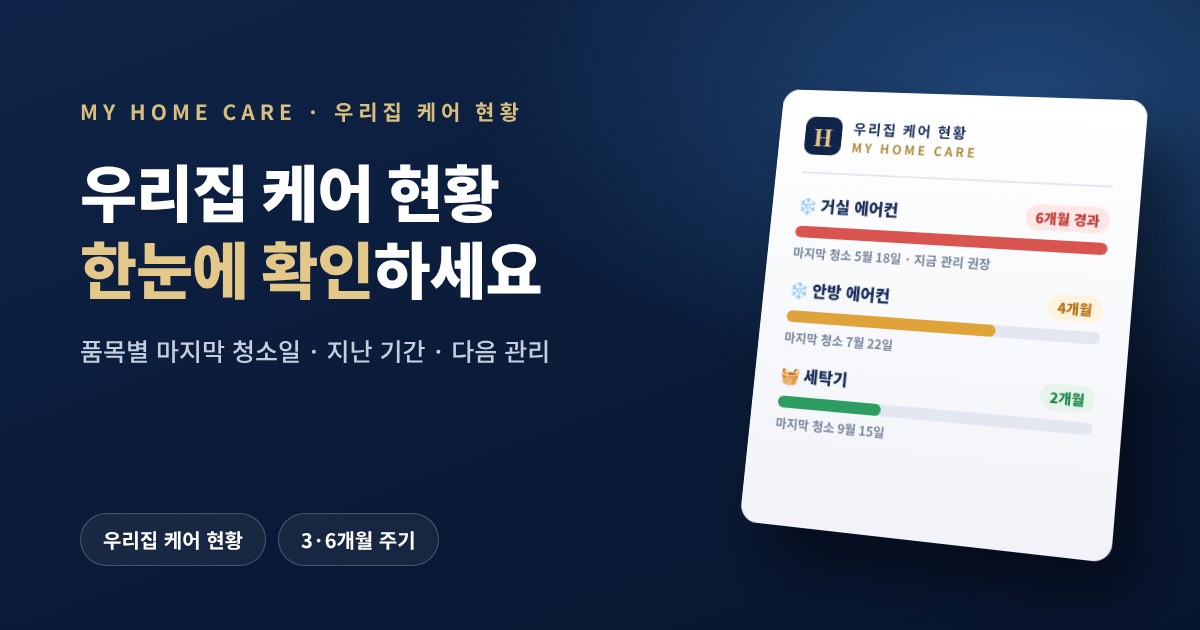 MY HOME CARE · 우리집 케어 현황
우리집 케어 현황
한눈에 확인하세요
품목별 마지막 청소일 · 지난 기간 · 다음 관리
우리집 케어 현황
3·6개월 주기
H
우리집 케어 현황
MY HOME CARE
거실 에어컨
6개월 경과
마지막 청소 5월 18일 · 지금 관리 권장
안방 에어컨
4개월
마지막 청소 7월 22일
세탁기
2개월
마지막 청소 9월 15일